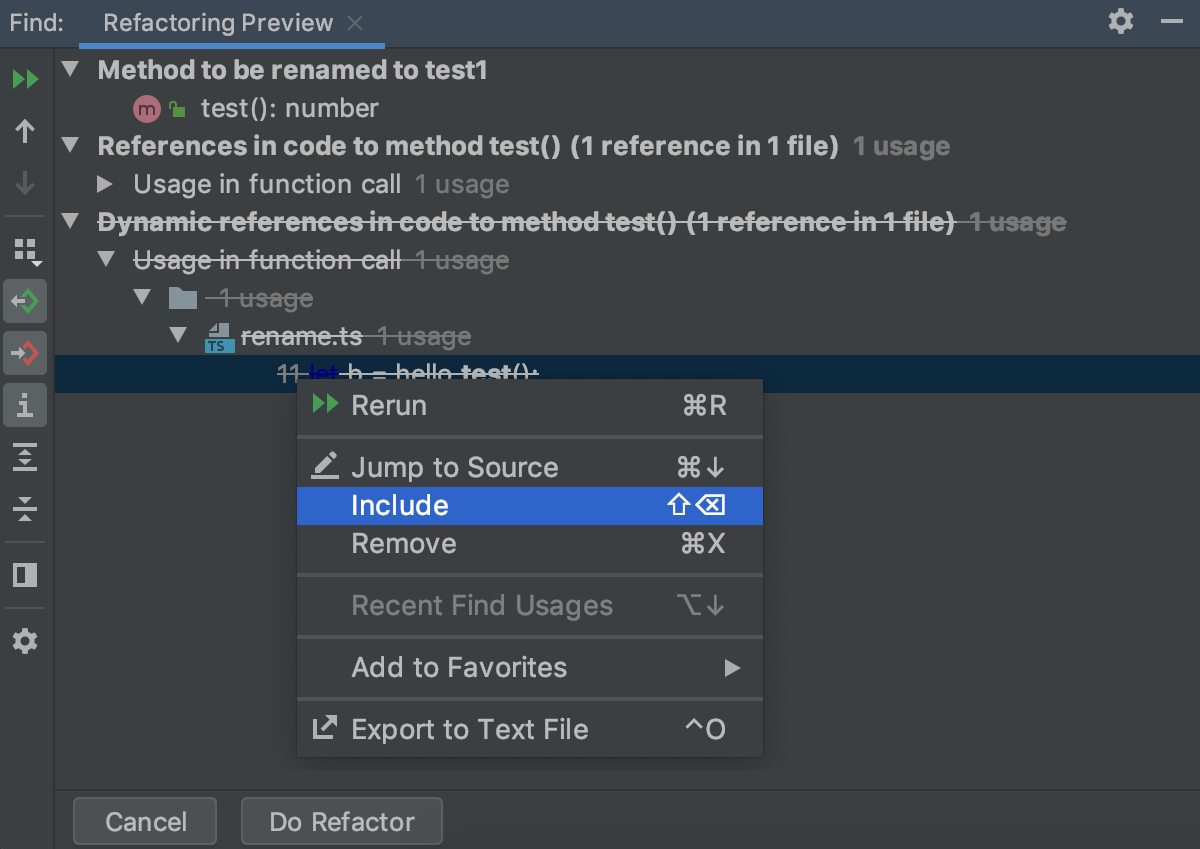 Find: Refactoring Preview
Method to be renamed to test1
m test(): number
References in code to method test() (1 reference in 1 file) 1 usage
Usage in function call 1 usage
Dynamic references in code to method test() (1 reference in 1 file) 1 usage
Usage in function call 1 usage
1 usage
TS rename.ts 1 usage
11 let b = hello.test();
Rerun ⌘R
Jump to Source ⌘↓
Include ⇧⌫
Remove ⌘X
Recent Find Usages ⌥↓
Add to Favorites
Export to Text File ^O
Cancel Do Refactor